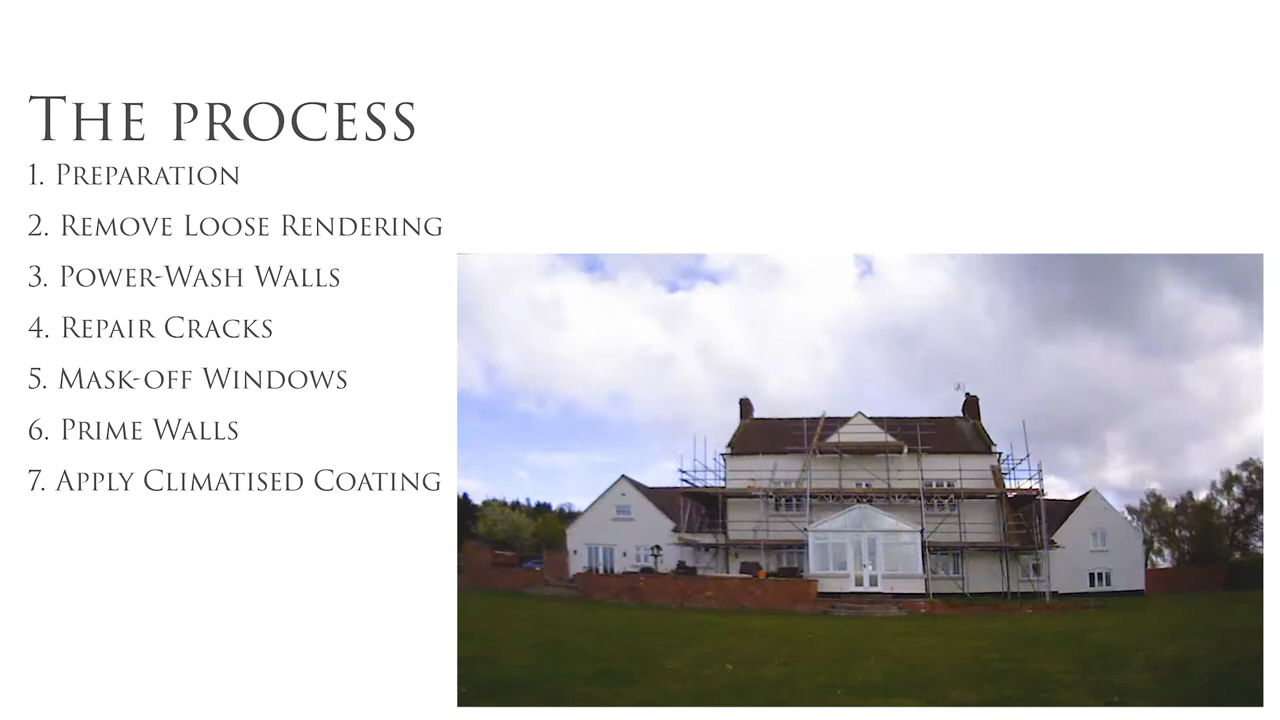 The process
1. Preparation
2. Remove Loose Rendering
3. Power-Wash Walls
4. Repair Cracks
5. Mask-off Windows
6. Prime Walls
7. Apply Climatised Coating